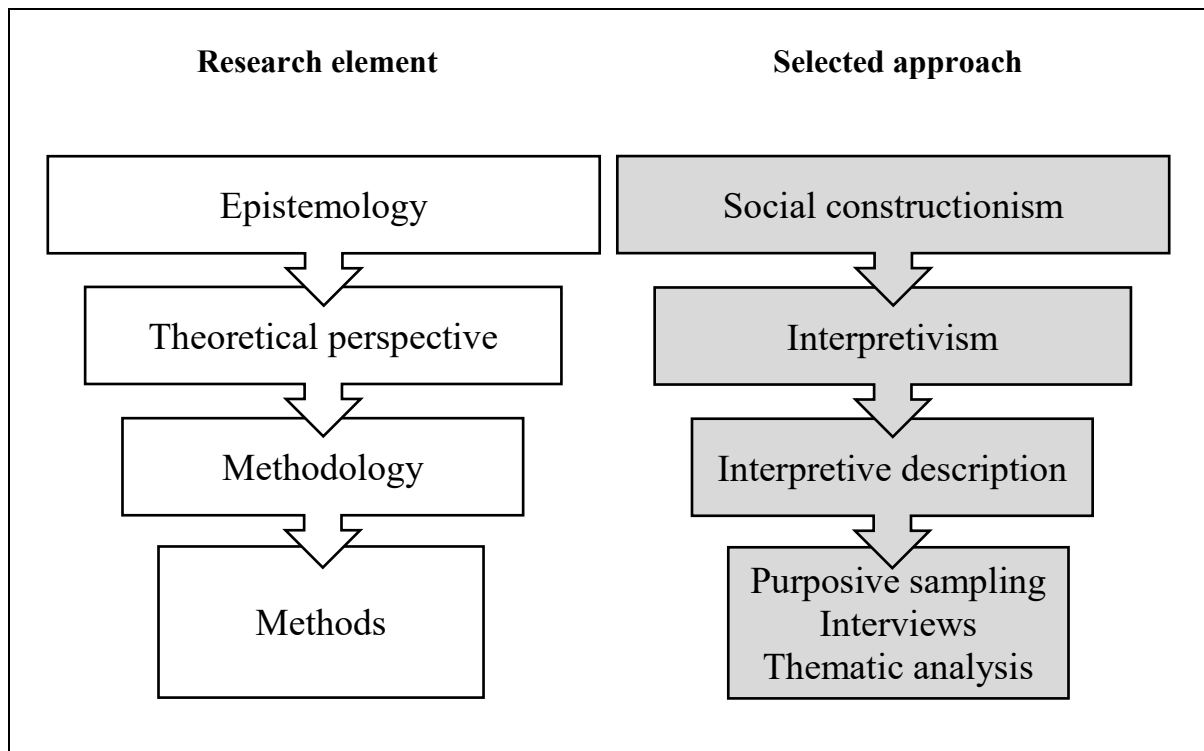 Research element
Selected approach
Epistemology
Social constructionism
Theoretical perspective
Interpretivism
Methodology
Interpretive description
Methods
Purposive sampling
Interviews
Thematic analysis